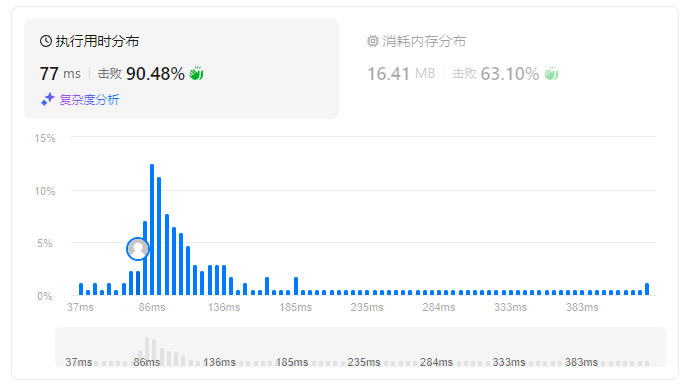 执行用时分布
77 ms 击败 90.48%
复杂度分析
消耗内存分布
16.41 MB 击败 63.10%
15%
10%
5%
0%
37ms 86ms 136ms 185ms 235ms 284ms 333ms 383ms
37ms 86ms 136ms 185ms 235ms 284ms 333ms 383ms